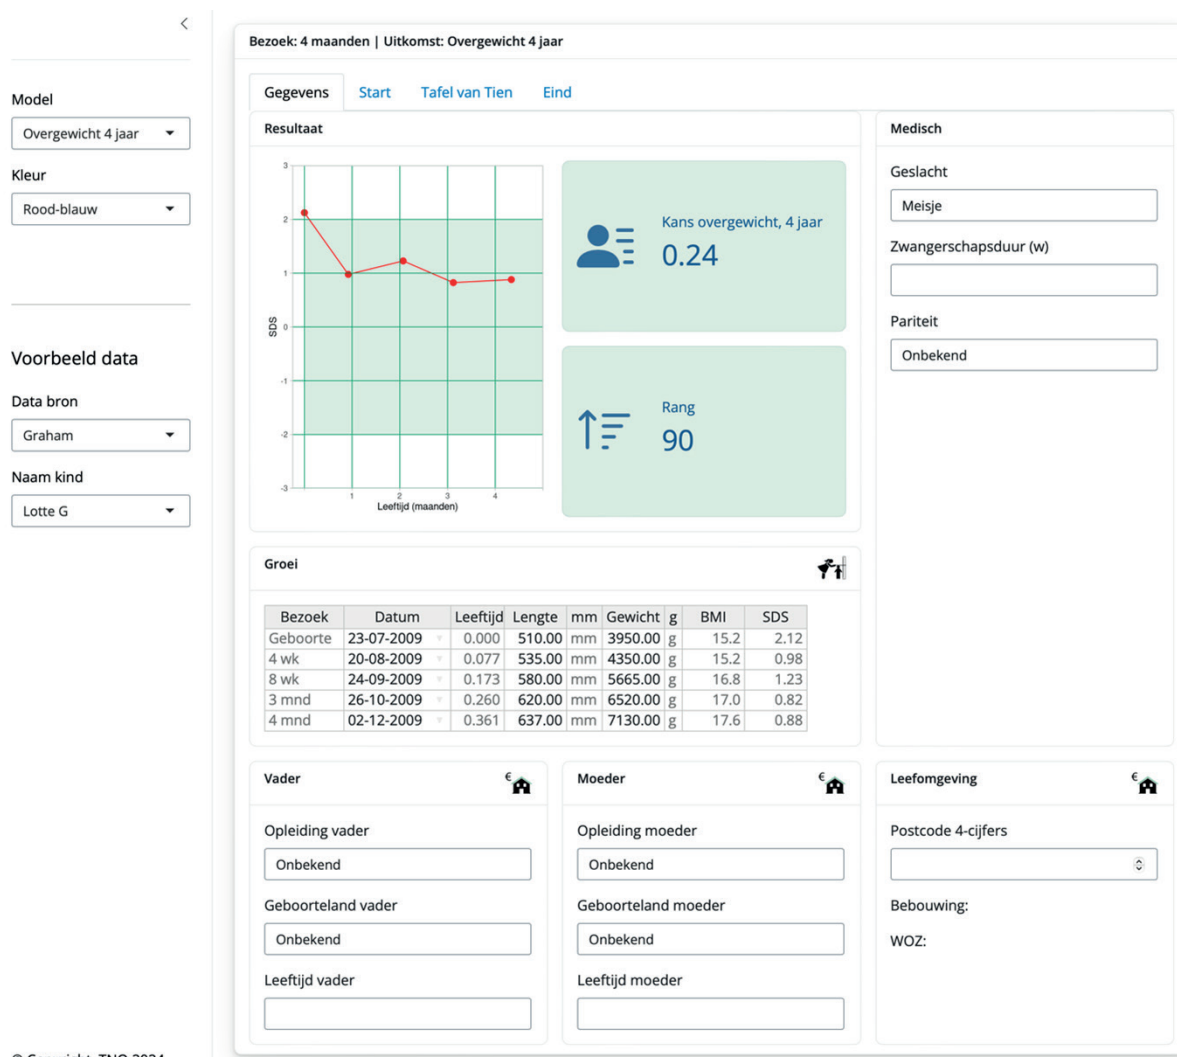 Model
Overgewicht 4 jaar
Kleur
Rood-blauw
Voorbeeld data
Data bron
Graham
Naam kind
Lotte G
Bezoek: 4 maanden | Uitkomst: Overgewicht 4 jaar
Gegevens Start Tafel van Tien Eind
Resultaat
3
2
1
0
-1
-2
-3
SDS
1 2 3 4
Leeftijd (maanden)
Kans overgewicht, 4 jaar
0.24
Rang
90
Medisch
Geslacht
Meisje
Zwangerschapsduur (w)
Pariteit
Onbekend
Groei
Bezoek Datum Leeftijd Lengte mm Gewicht g BMI SDS
Geboorte 23-07-2009 0.000 510.00 mm 3950.00 g 15.2 2.12
4 wk 20-08-2009 0.077 535.00 mm 4350.00 g 15.2 0.98
8 wk 24-09-2009 0.173 580.00 mm 5665.00 g 16.8 1.23
3 mnd 26-10-2009 0.260 620.00 mm 6520.00 g 17.0 0.82
4 mnd 02-12-2009 0.361 637.00 mm 7130.00 g 17.6 0.88
Vader €
Opleiding vader
Onbekend
Geboorteland vader
Onbekend
Leeftijd vader
Moeder €
Opleiding moeder
Onbekend
Geboorteland moeder
Onbekend
Leeftijd moeder
Leefomgeving €
Postcode 4-cijfers
Bebouwing:
WOZ:
© Copyright, TNO 2024